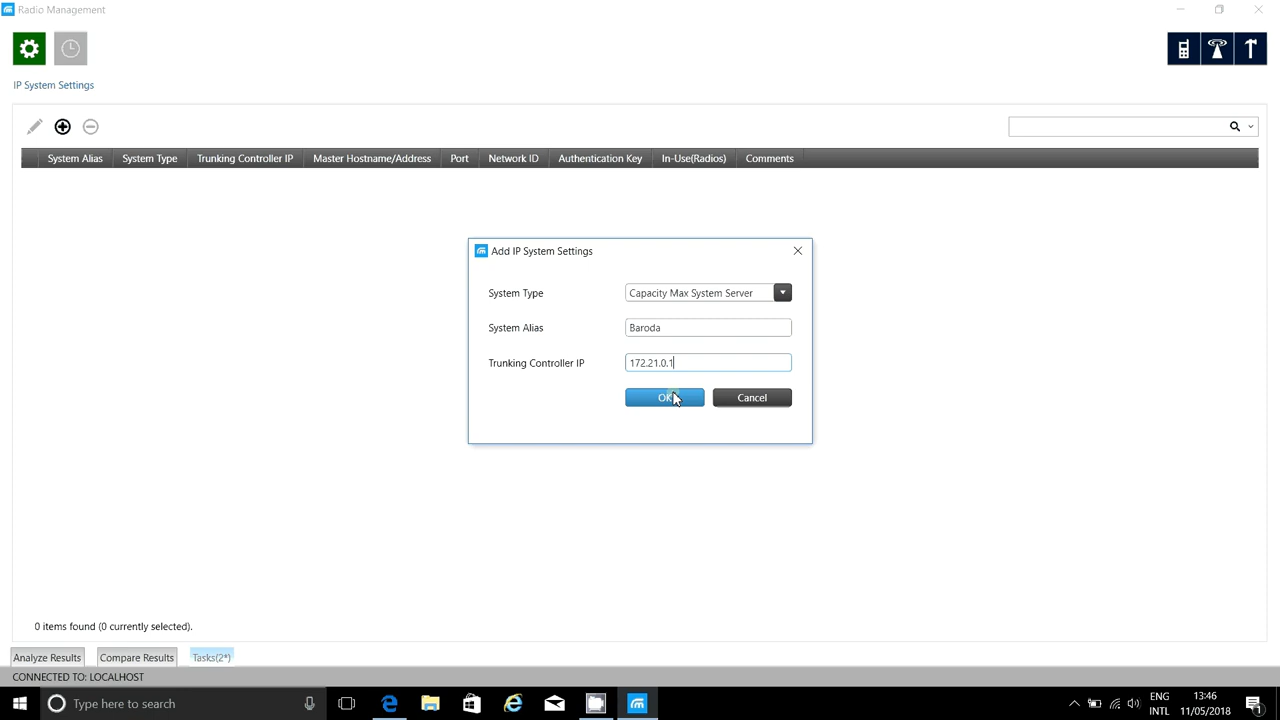 Radio Management
IP System Settings
System Alias System Type Trunking Controller IP Master Hostname/Address Port Network ID Authentication Key In-Use(Radios) Comments
Add IP System Settings
System Type Capacity Max System Server
System Alias Baroda
Trunking Controller IP 172.21.0.1
OK Cancel
0 items found (0 currently selected).
Analyze Results Compare Results Tasks(2*)
CONNECTED TO: LOCALHOST
Type here to search
ENG 13:46
INTL 11/05/2018 1